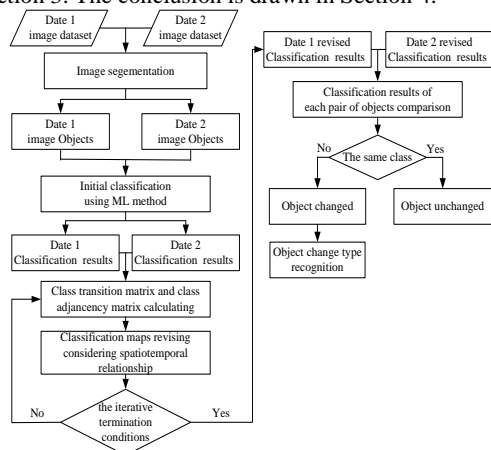 ction 3. The conclusion is drawn in Section 4.
Date 1
image dataset
Date 2
image dataset
Image segementation
Date 1
image Objects
Date 2
image Objects
Initial classification
using ML method
Date 1
Classification results
Date 2
Classification results
Class transition matrix and class
adjancency matrix calculating
Classification maps revising
considering spatiotemporal
relationship
No
the iterative
termination
conditions
Yes
Date 1 revised
Classification results
Date 2 revised
Classification results
Classification results of
each pair of objects comparison
No
The same class
Yes
Object changed
Object unchanged
Object change type
recognition